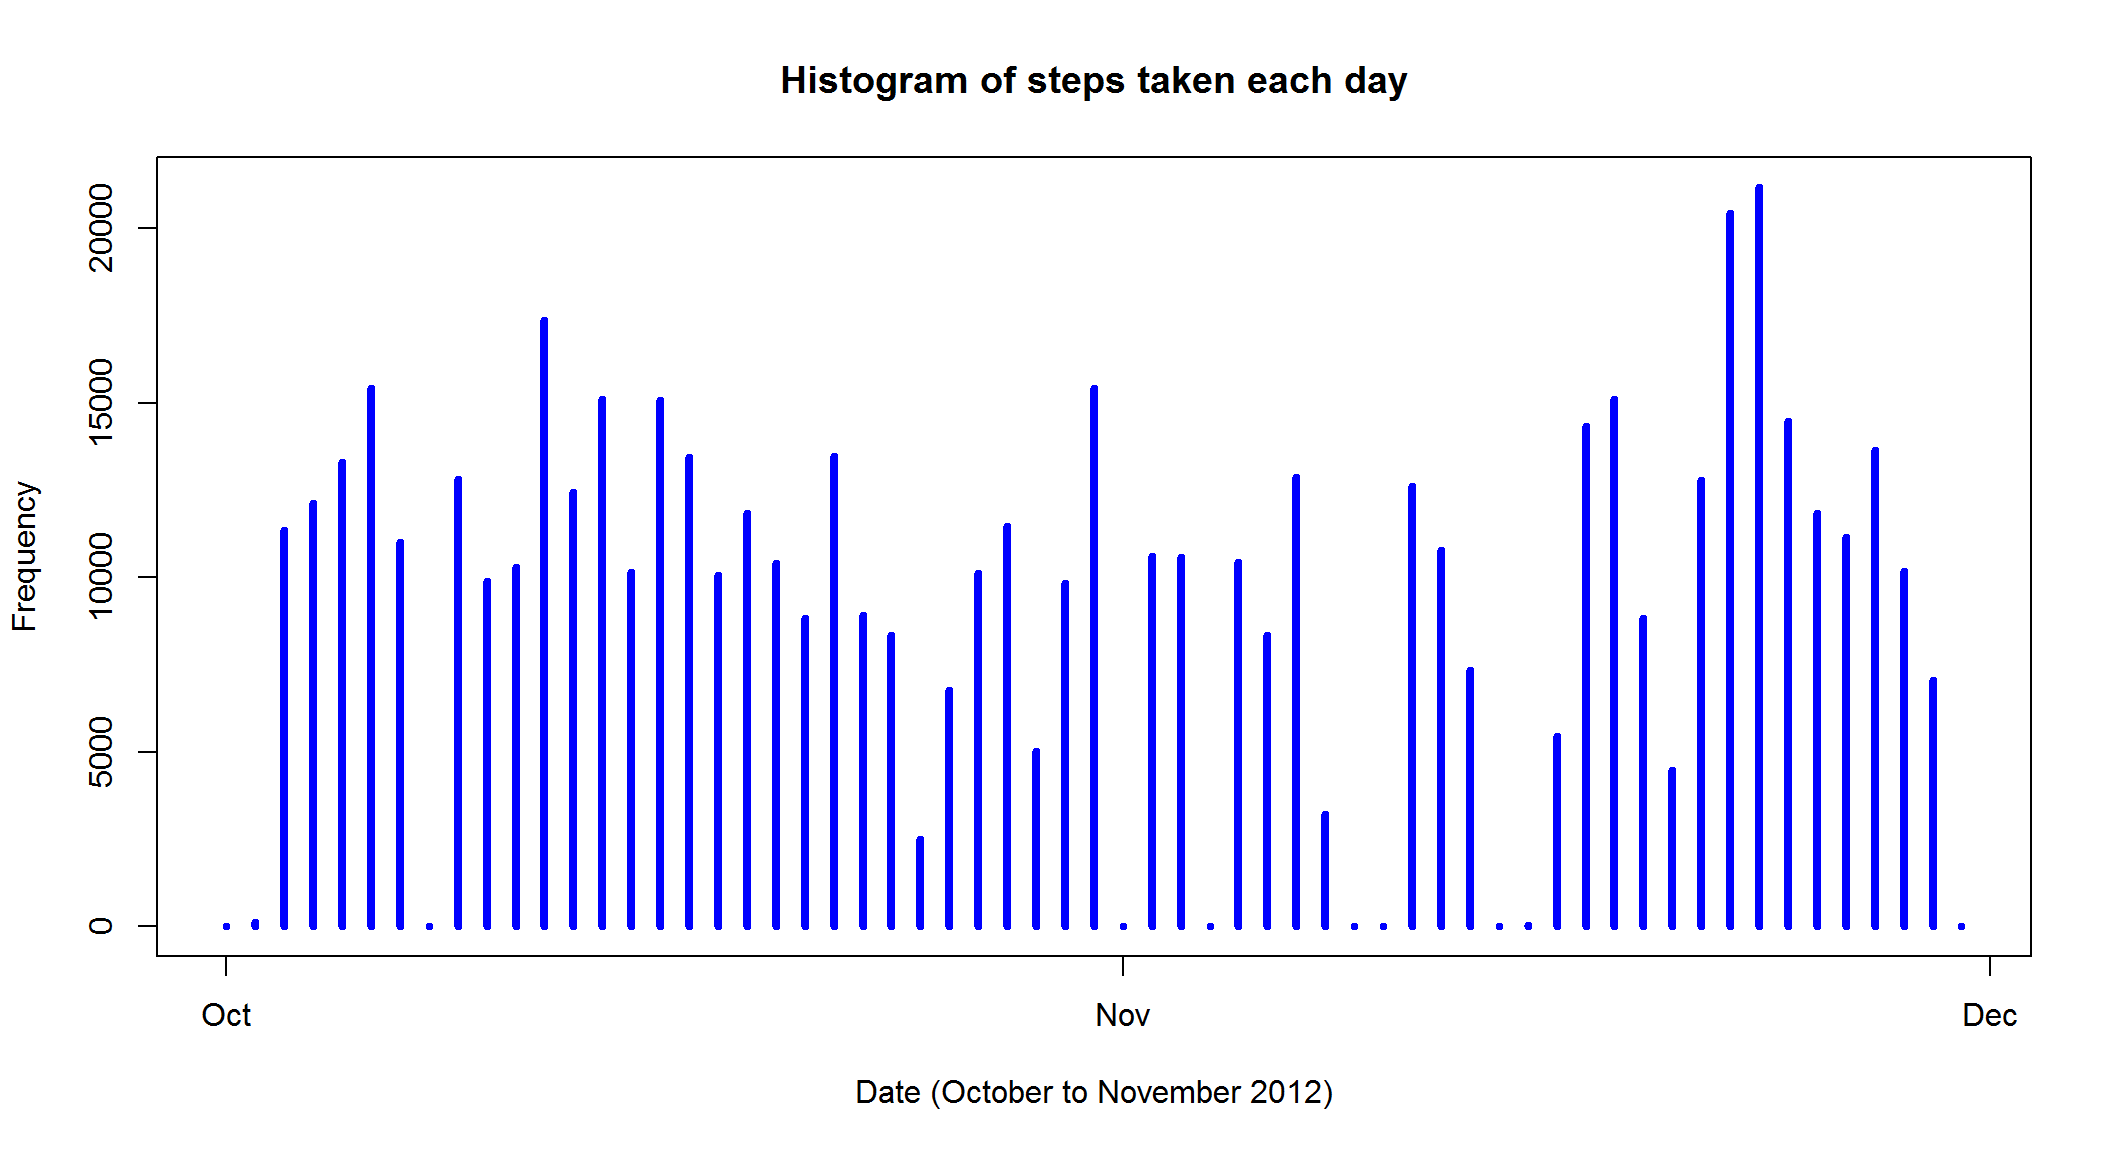 Histogram of steps taken each day
Frequency
20000
15000
10000
5000
0
Oct
Nov
Dec
Date (October to November 2012)